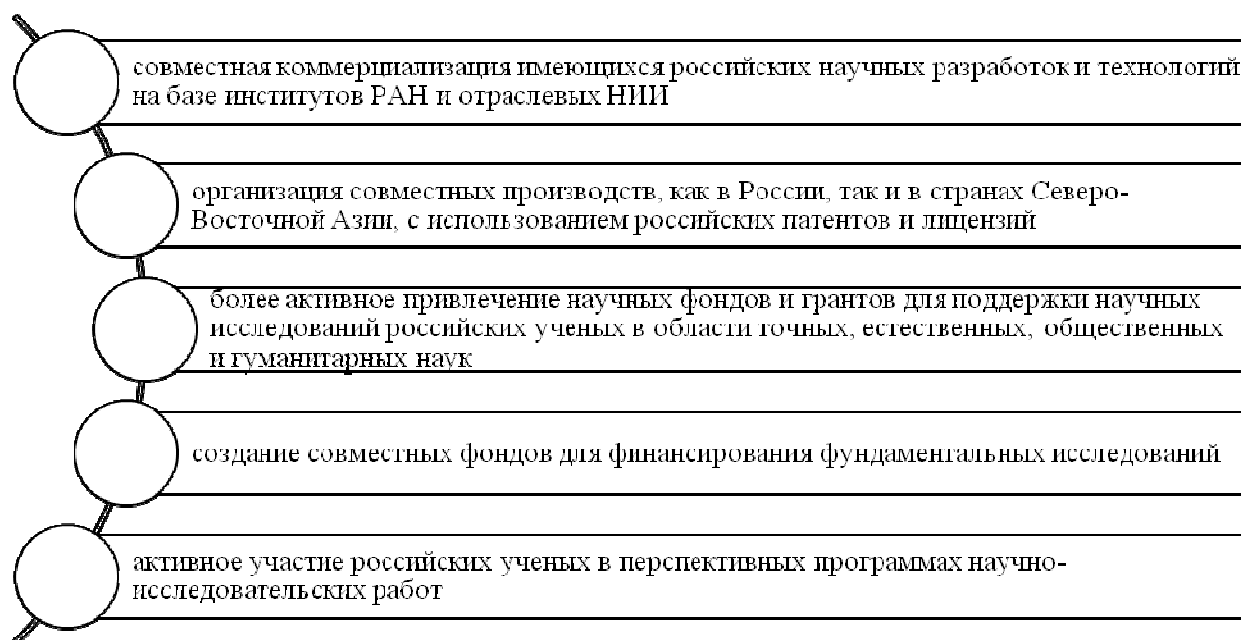 совместная коммерциализация имеющихся российских научных разработок и технологий
на базе институтов РАН и отраслевых НИИ
организация совместных производств, как в России, так и в странах Северо-
Восточной Азии, с использованием российских патентов и лицензий
более активное привлечение научных фондов и грантов для поддержки научных
исследований российских ученых в области точных, естественных, общественных
и гуманитарных наук
создание совместных фондов для финансирования фундаментальных исследований
активное участие российских ученых в перспективных программах научно-
исследовательских работ